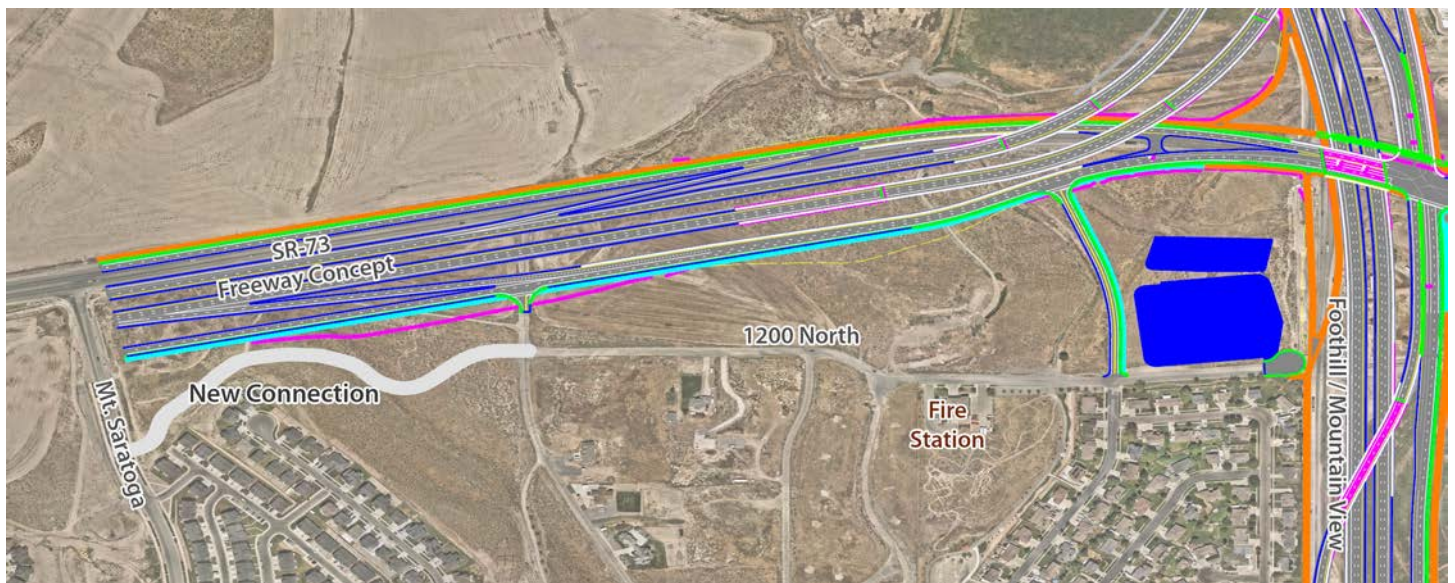 SR-73
Freeway Concept
1200 North
New Connection
Mt. Saratoga
Fire
Station
Foothill / Mountain View